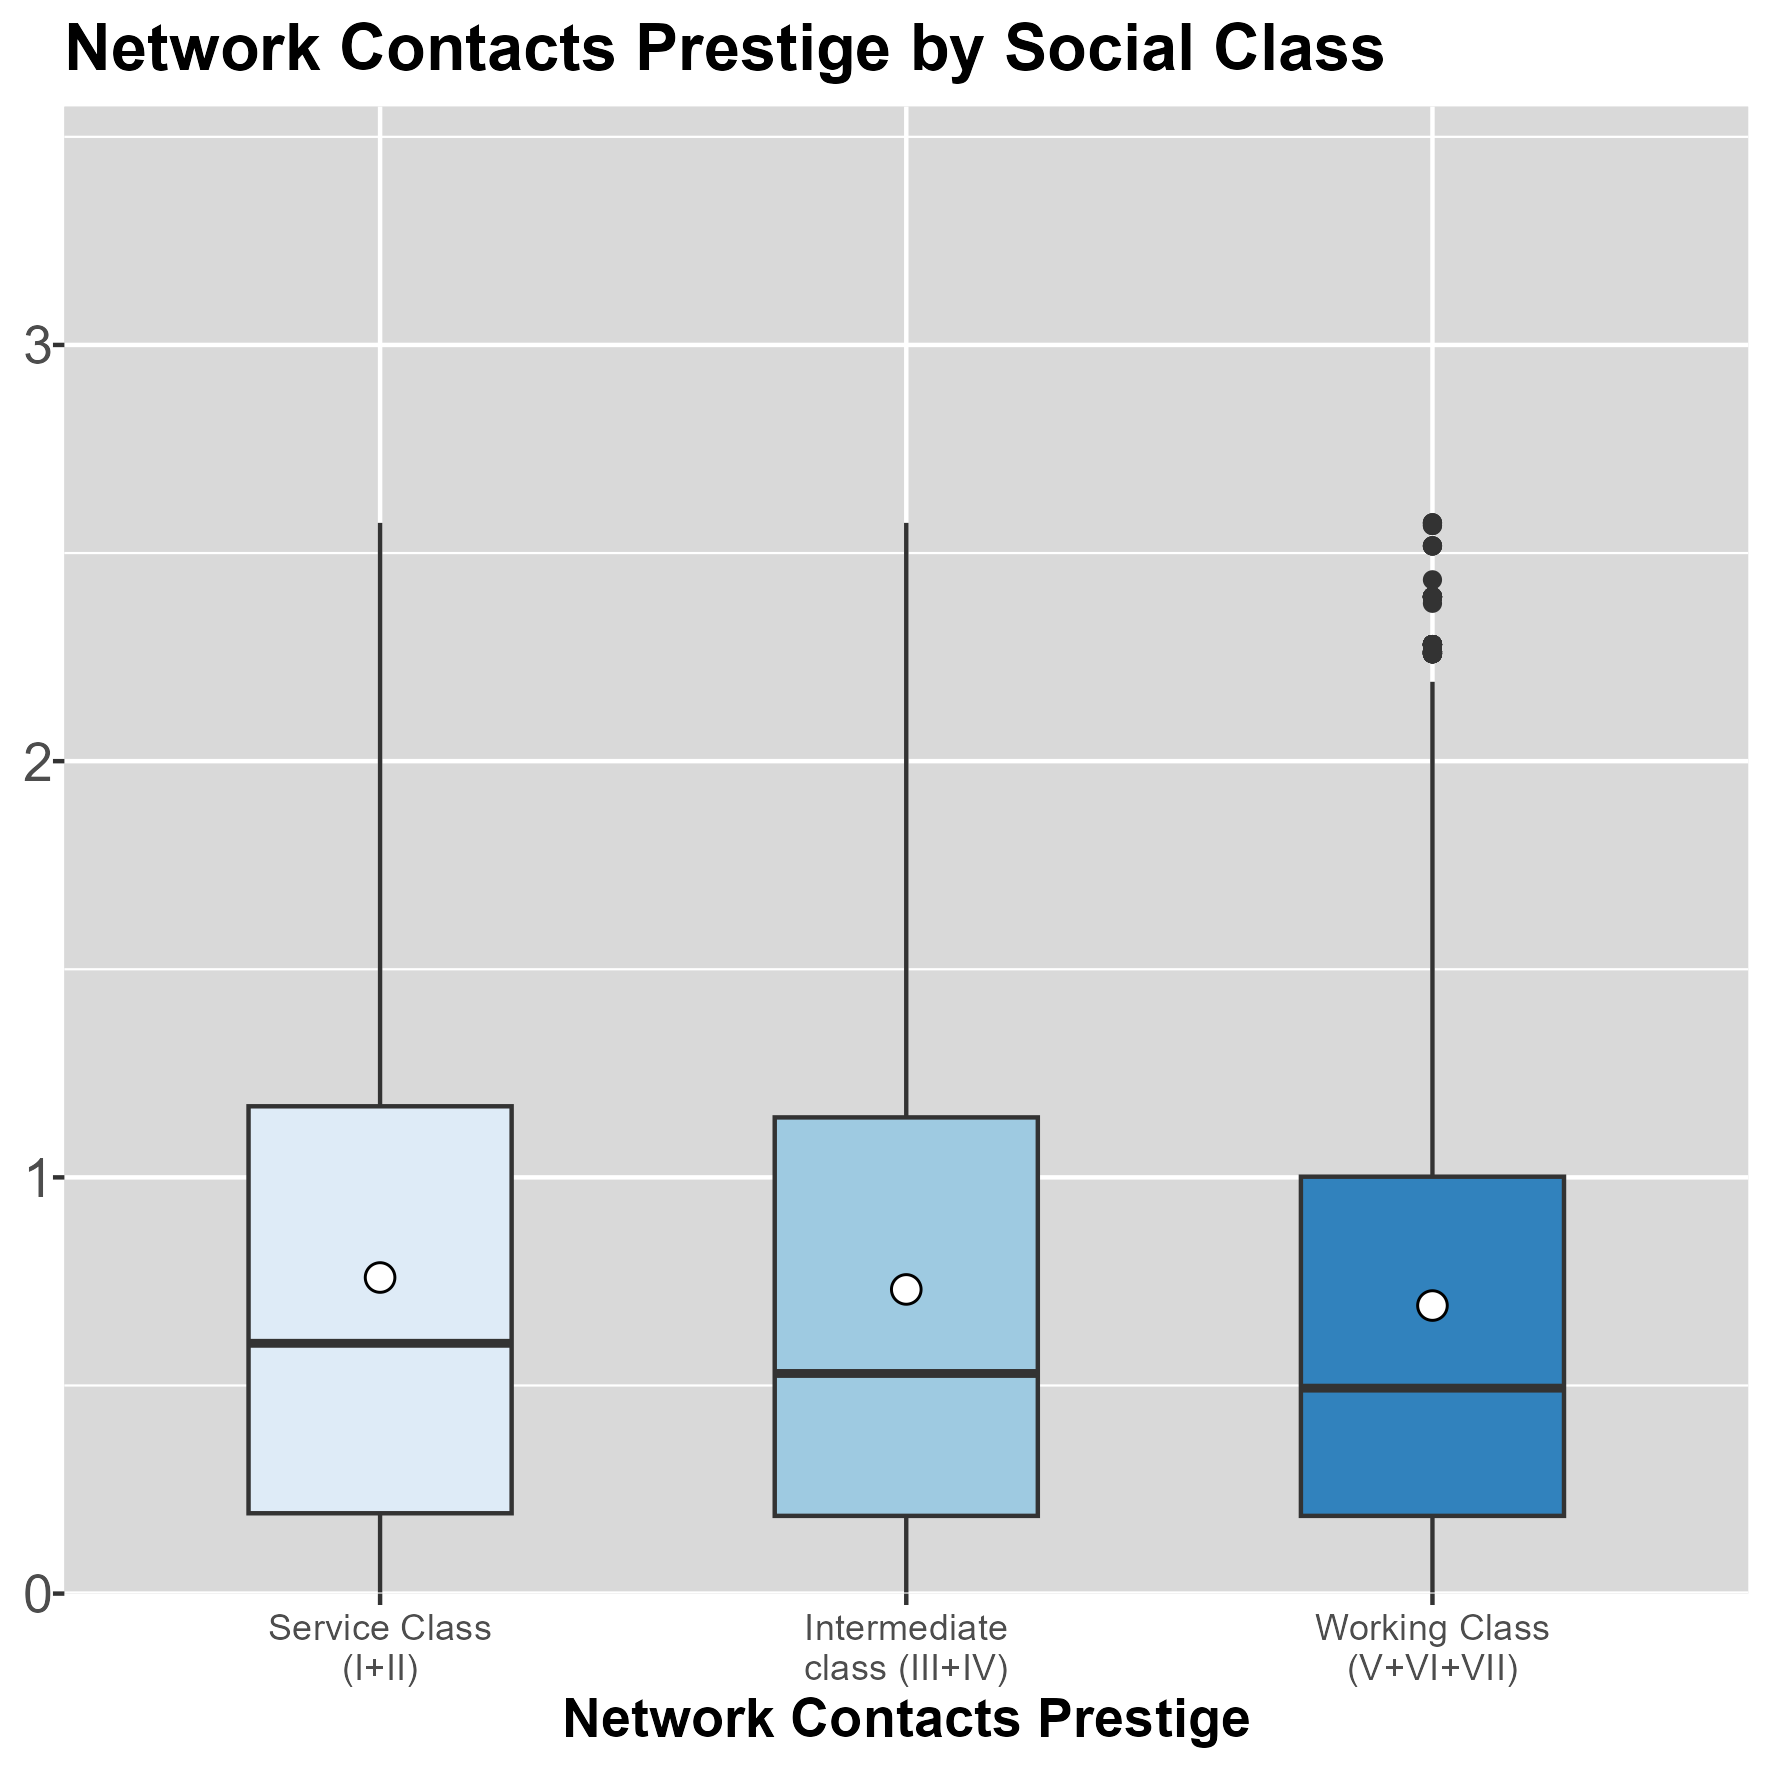 Network Contacts Prestige by Social Class
3
2
1
0
Service Class
(I+II)
Intermediate
class (III+IV)
Working Class
(V+VI+VII)
Network Contacts Prestige